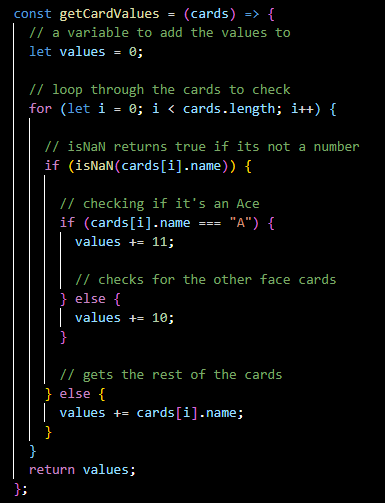 const getCardValues = (cards) => {
// a variable to add the values to
let values = 0;
// loop through the cards to check
for (let i = 0; i < cards.length; i++) {
// isNaN returns true if its not a number
if (isNaN(cards[i].name)) {
// checking if it's an Ace
if (cards[i].name === "A") {
values += 11;
// checks for the other face cards
} else {
values += 10;
}
// gets the rest of the cards
} else {
values += cards[i].name;
}
}
return values;
};